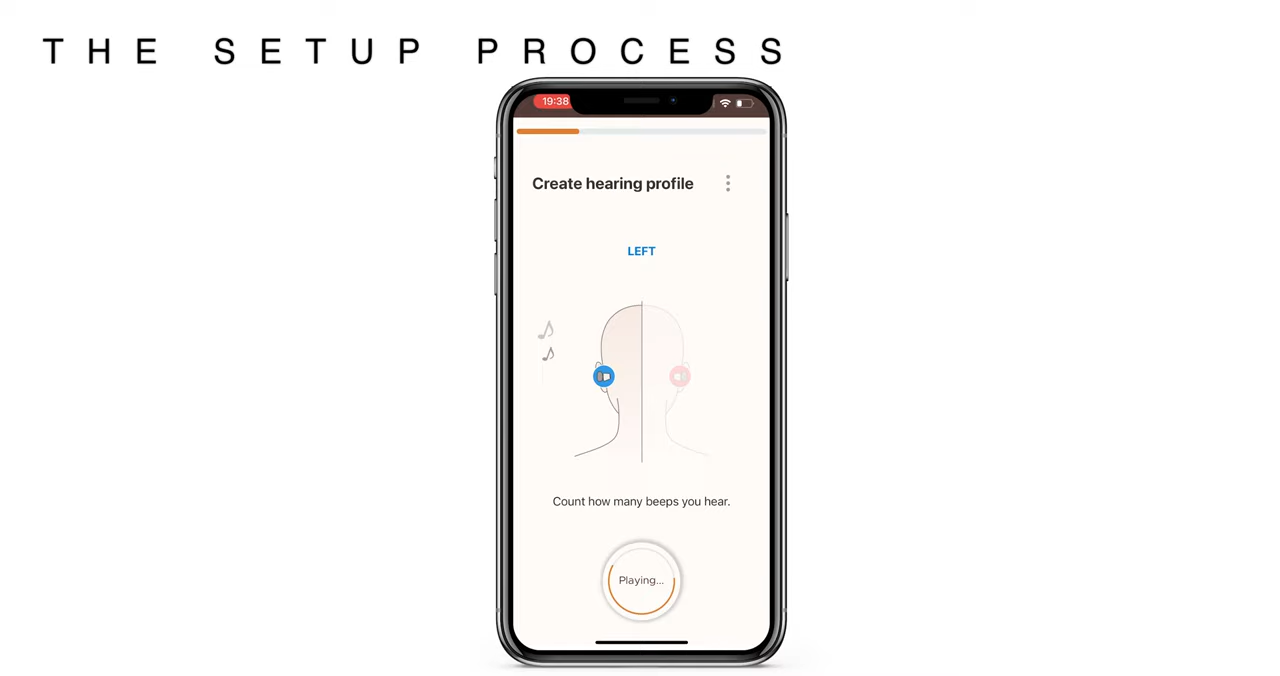 THE SETUP PROCESS
19:38
Create hearing profile
LEFT
Count how many beeps you hear.
Playing...